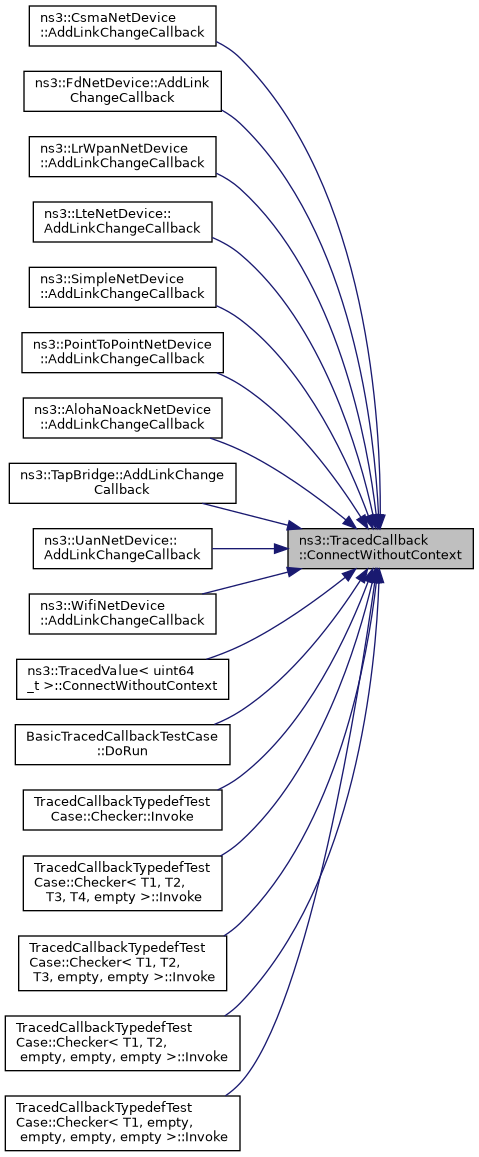 ns3::CsmaNetDevice
::AddLinkChangeCallback
ns3::FdNetDevice::AddLink
ChangeCallback
ns3::LrWpanNetDevice
::AddLinkChangeCallback
ns3::LteNetDevice::
AddLinkChangeCallback
ns3::SimpleNetDevice
::AddLinkChangeCallback
ns3::PointToPointNetDevice
::AddLinkChangeCallback
ns3::AlohaNoackNetDevice
::AddLinkChangeCallback
ns3::TapBridge::AddLinkChange
Callback
ns3::UanNetDevice::
AddLinkChangeCallback
ns3::WifiNetDevice
::AddLinkChangeCallback
ns3::TracedValue< uint64
_t >::ConnectWithoutContext
BasicTracedCallbackTestCase
::DoRun
TracedCallbackTypedefTest
Case::Checker::Invoke
TracedCallbackTypedefTest
Case::Checker< T1, T2,
T3, T4, empty >::Invoke
TracedCallbackTypedefTest
Case::Checker< T1, T2,
T3, empty, empty >::Invoke
TracedCallbackTypedefTest
Case::Checker< T1, T2,
empty, empty, empty >::Invoke
TracedCallbackTypedefTest
Case::Checker< T1, empty,
empty, empty, empty >::Invoke
ns3::TracedCallback
::ConnectWithoutContext